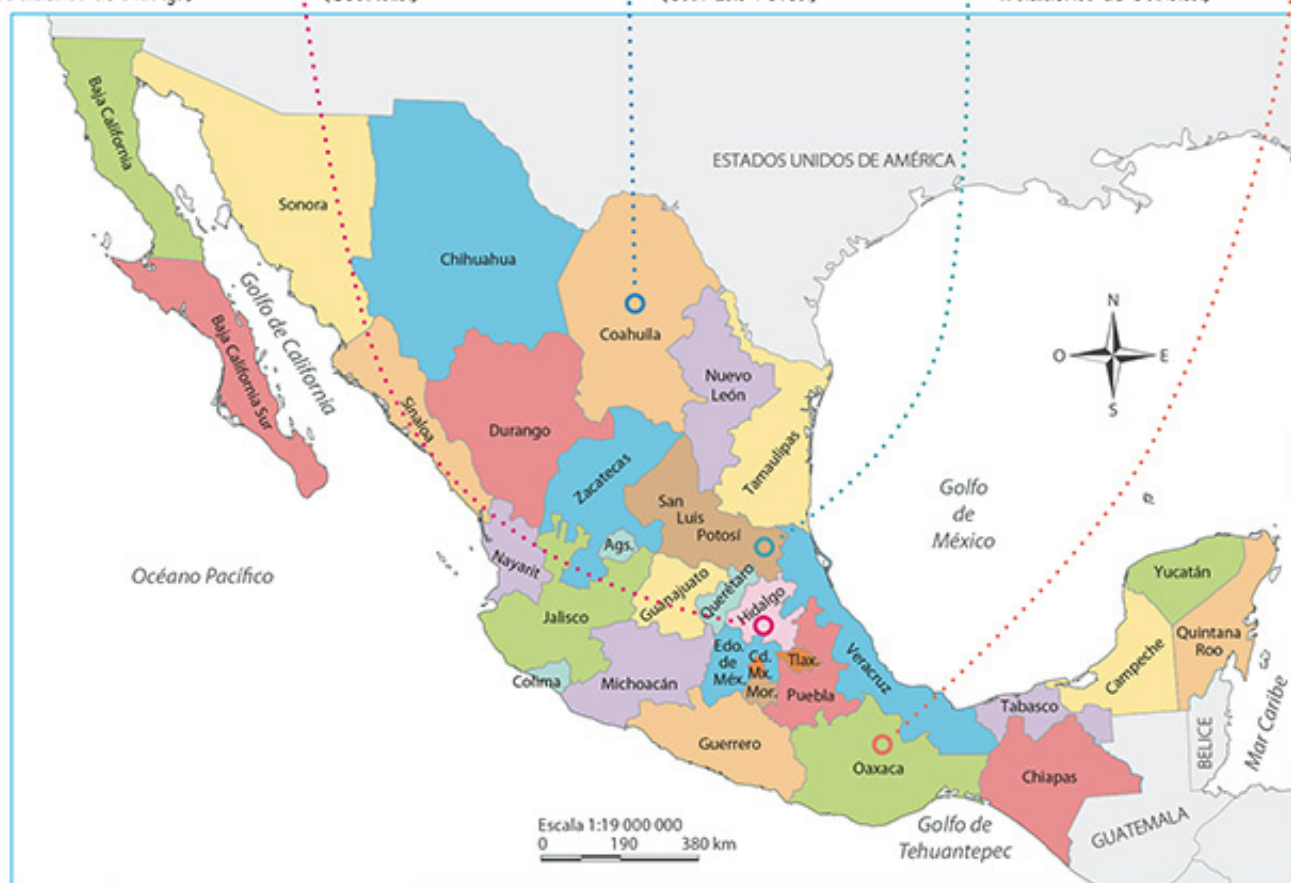 ESTADOS UNIDOS DE AMÉRICA
Baja California
Sonora
Chihuahua
Coahuila
Golfo de California
Baja California Sur
Nuevo
León
Sinaloa
Durango
Tamaulipas
Zacatecas
San
Luis
Potosí
N
O
E
S
Golfo
de
México
Océano Pacífico
Nayarit
Ags.
Guanajuato
Querétaro
Hidalgo
Jalisco
Colima
Michoacán
Edo.
de
Méx.
Cd.
Mx.
Mor.
Tlax.
Puebla
Veracruz
Guerrero
Oaxaca
Tabasco
Chiapas
Campeche
Yucatán
Quintana
Roo
BELICE
Mar Caribe
GUATEMALA
Golfo de
Tehuantepec
Escala 1:19 000 000
0 190 380 km